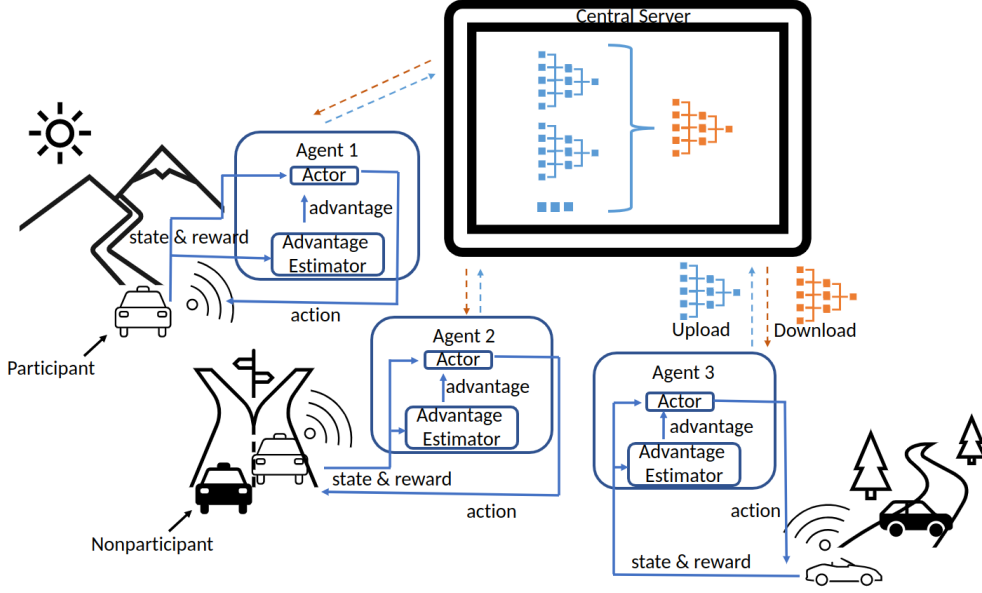 Central Server
Agent 1
Actor
advantage
state & reward
Advantage
Estimator
action
Participant
Upload
Download
Agent 2
Actor
advantage
Advantage
Estimator
state & reward
action
Nonparticipant
Agent 3
Actor
advantage
Advantage
Estimator
action
state & reward